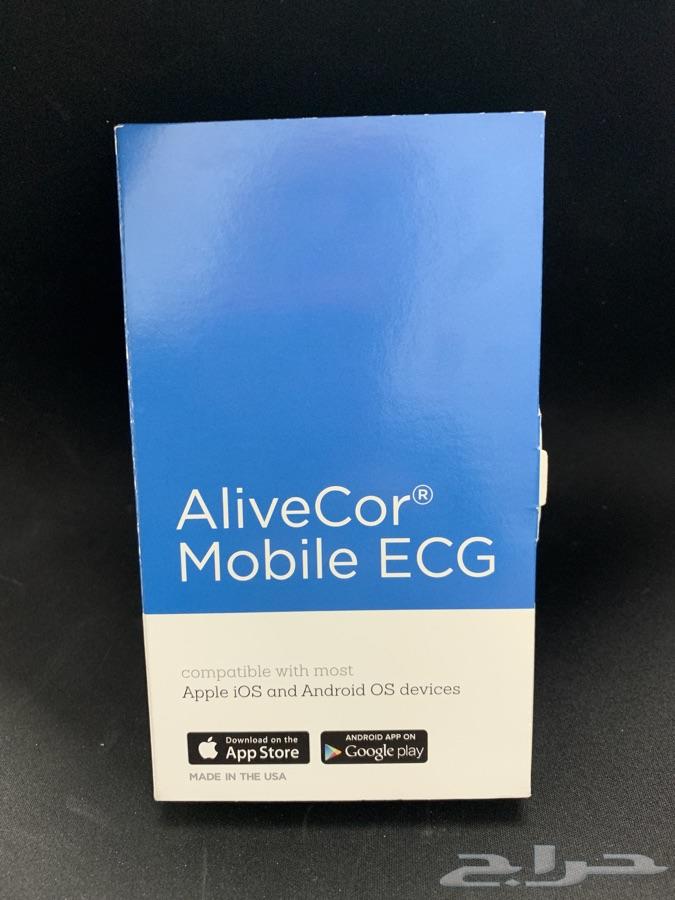 AliveCor®
Mobile ECG
compatible with most
Apple iOS and Android OS devices
Download on the
App Store
ANDROID APP ON
Google play
MADE IN THE USA
حراج